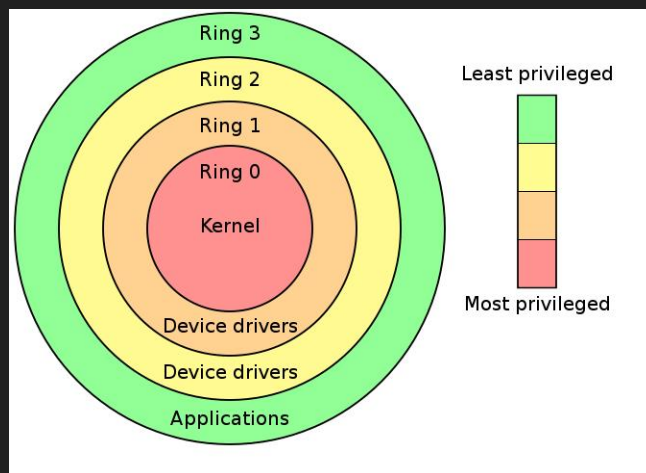 Ring 3
Ring 2
Ring 1
Ring 0
Kernel
Device drivers
Device drivers
Applications
Least privileged
Most privileged